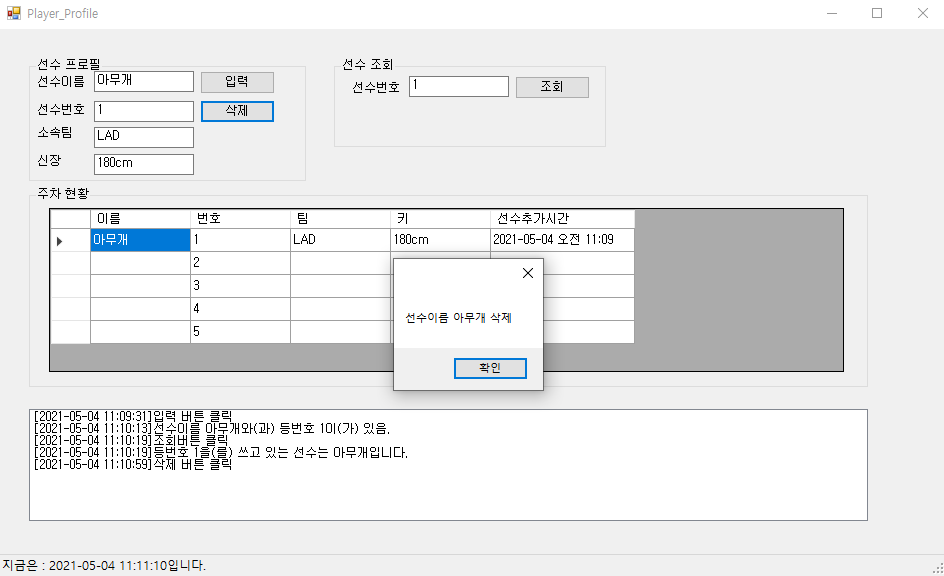 Player_Profile
선수 프로필
선수이름 아무개 입력
선수번호 1 삭제
소속팀 LAD
신장 180cm
선수 조회
선수번호 1 조회
주차 현황
이름 번호 팀 키 선수추가시간
아무개 1 LAD 180cm 2021-05-04 오전 11:09
2
3
4
5
선수이름 아무개 삭제
확인
[2021-05-04 11:09:31]입력 버튼 클릭
[2021-05-04 11:10:13]선수이름 아무개와(과) 등번호 1이(가) 있음.
[2021-05-04 11:10:19]조회버튼 클릭
[2021-05-04 11:10:19]등번호 1을(를) 쓰고 있는 선수는 아무개입니다.
[2021-05-04 11:10:59]삭제 버튼 클릭
지금은 : 2021-05-04 11:11:10입니다.